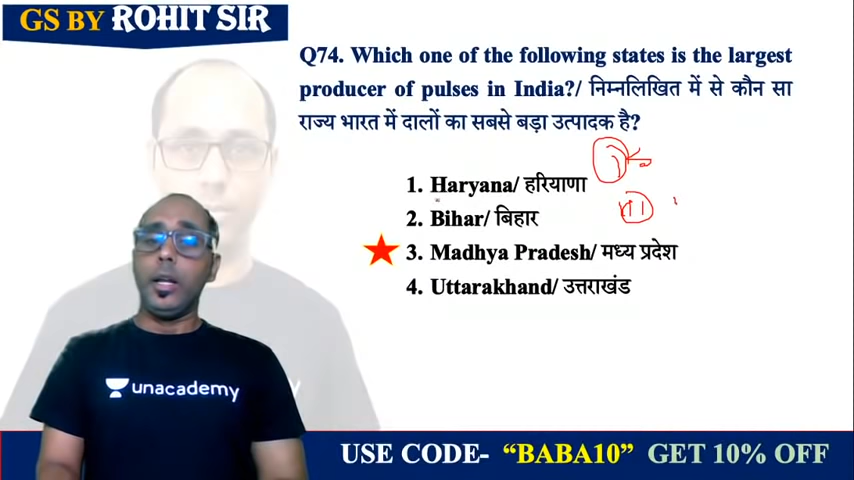 GS BY ROHIT SIR
Q74. Which one of the following states is the largest
producer of pulses in India?/ निम्नलिखित में से कौन सा
राज्य भारत में दालों का सबसे बड़ा उत्पादक है?
1. Haryana/ हरियाणा
2. Bihar/ बिहार
3. Madhya Pradesh/ मध्य प्रदेश
4. Uttarakhand/ उत्तराखंड
unacademy
USE CODE- “BABA10” GET 10% OFF